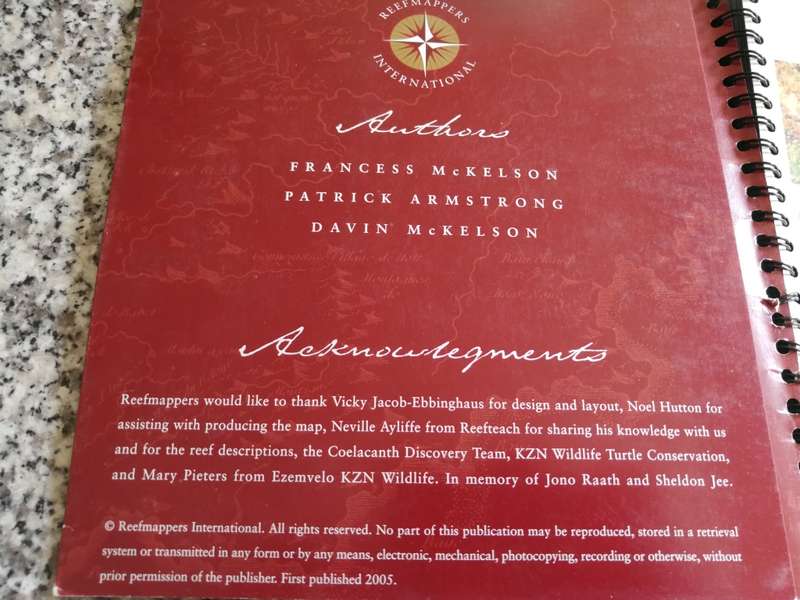 REEFMAPPERS
INTERNATIONAL
Authors
FRANCESS McKELSON
PATRICK ARMSTRONG
DAVIN McKELSON
Acknowlegments
Reefmappers would like to thank Vicky Jacob-Ebbinghaus for design and layout, Noel Hutton for
assisting with producing the map, Neville Ayliffe from Reefteach for sharing his knowledge with us
and for the reef descriptions, the Coelacanth Discovery Team, KZN Wildlife Turtle Conservation,
and Mary Pieters from Ezemvelo KZN Wildlife. In memory of Jono Raath and Sheldon Jee.
© Reefmappers International. All rights reserved. No part of this publication may be reproduced, stored in a retrieval
system or transmitted in any form or by any means, electronic, mechanical, photocopying, recording or otherwise, without
prior permission of the publisher. First published 2005.